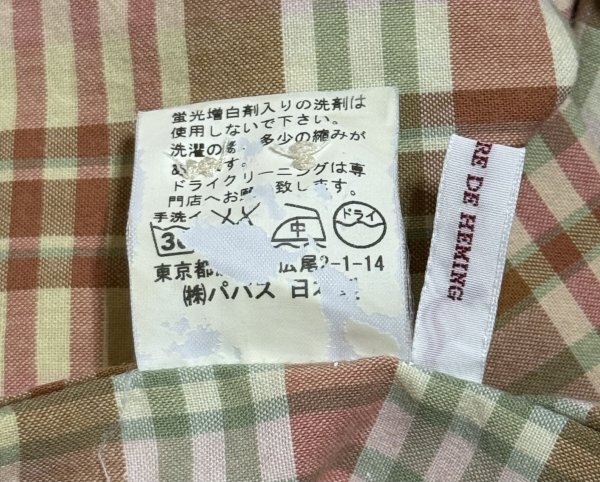 蛍光増白剤入りの洗剤は
使用しないで下さい。
洗濯の 多少の縮みが
めます。
ドライクリーニングは専
門店へお 致します。
手洗イ
30 中 ドライ
東京都 広尾2-1-14
(株)パパス 日本
RE DE HEMING